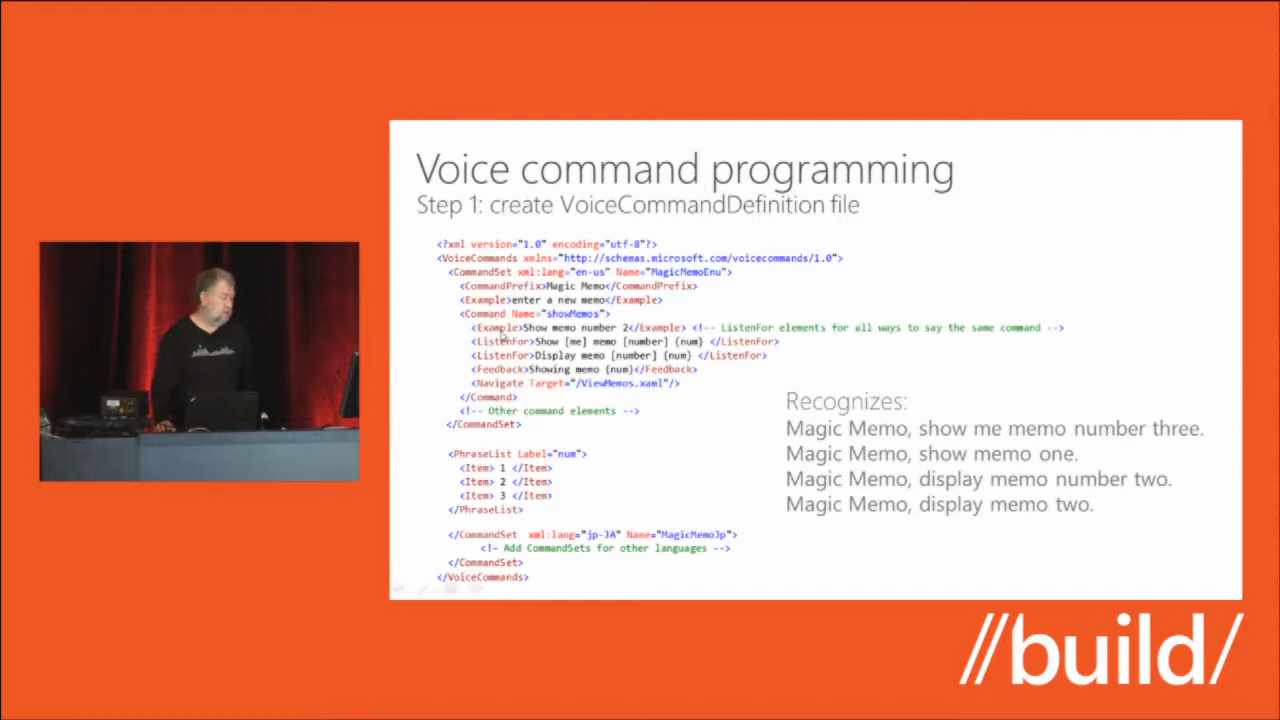 Voice command programming
Step 1: create VoiceCommandDefinition file
<?xml version="1.0" encoding="utf-8"?>
<VoiceCommands xmlns="http://schemas.microsoft.com/voicecommands/1.0">
<CommandSet xml:lang="en-us" Name="MagicMemoEnu">
<CommandPrefix>Magic Memo</CommandPrefix>
<Example>enter a new memo</Example>
<Command Name="showMemos">
<Example>Show memo number 2</Example> <!-- ListenFor elements for all ways to say the same command -->
<ListenFor>Show [me] memo [number] {num} </ListenFor>
<ListenFor>Display memo [number] {num} </ListenFor>
<Feedback>Showing memo {num}</Feedback>
<Navigate Target="/ViewMemos.xaml"/>
</Command>
<!-- Other command elements -->
</CommandSet>
<PhraseList Label="num">
<Item> 1 </Item>
<Item> 2 </Item>
<Item> 3 </Item>
</PhraseList>
</CommandSet xml:lang="jp-JA" Name="MagicMemoJp">
<!- Add CommandSets for other languages -->
</CommandSet>
</VoiceCommands>
Recognizes:
Magic Memo, show me memo number three.
Magic Memo, show memo one.
Magic Memo, display memo number two.
Magic Memo, display memo two.
//build/